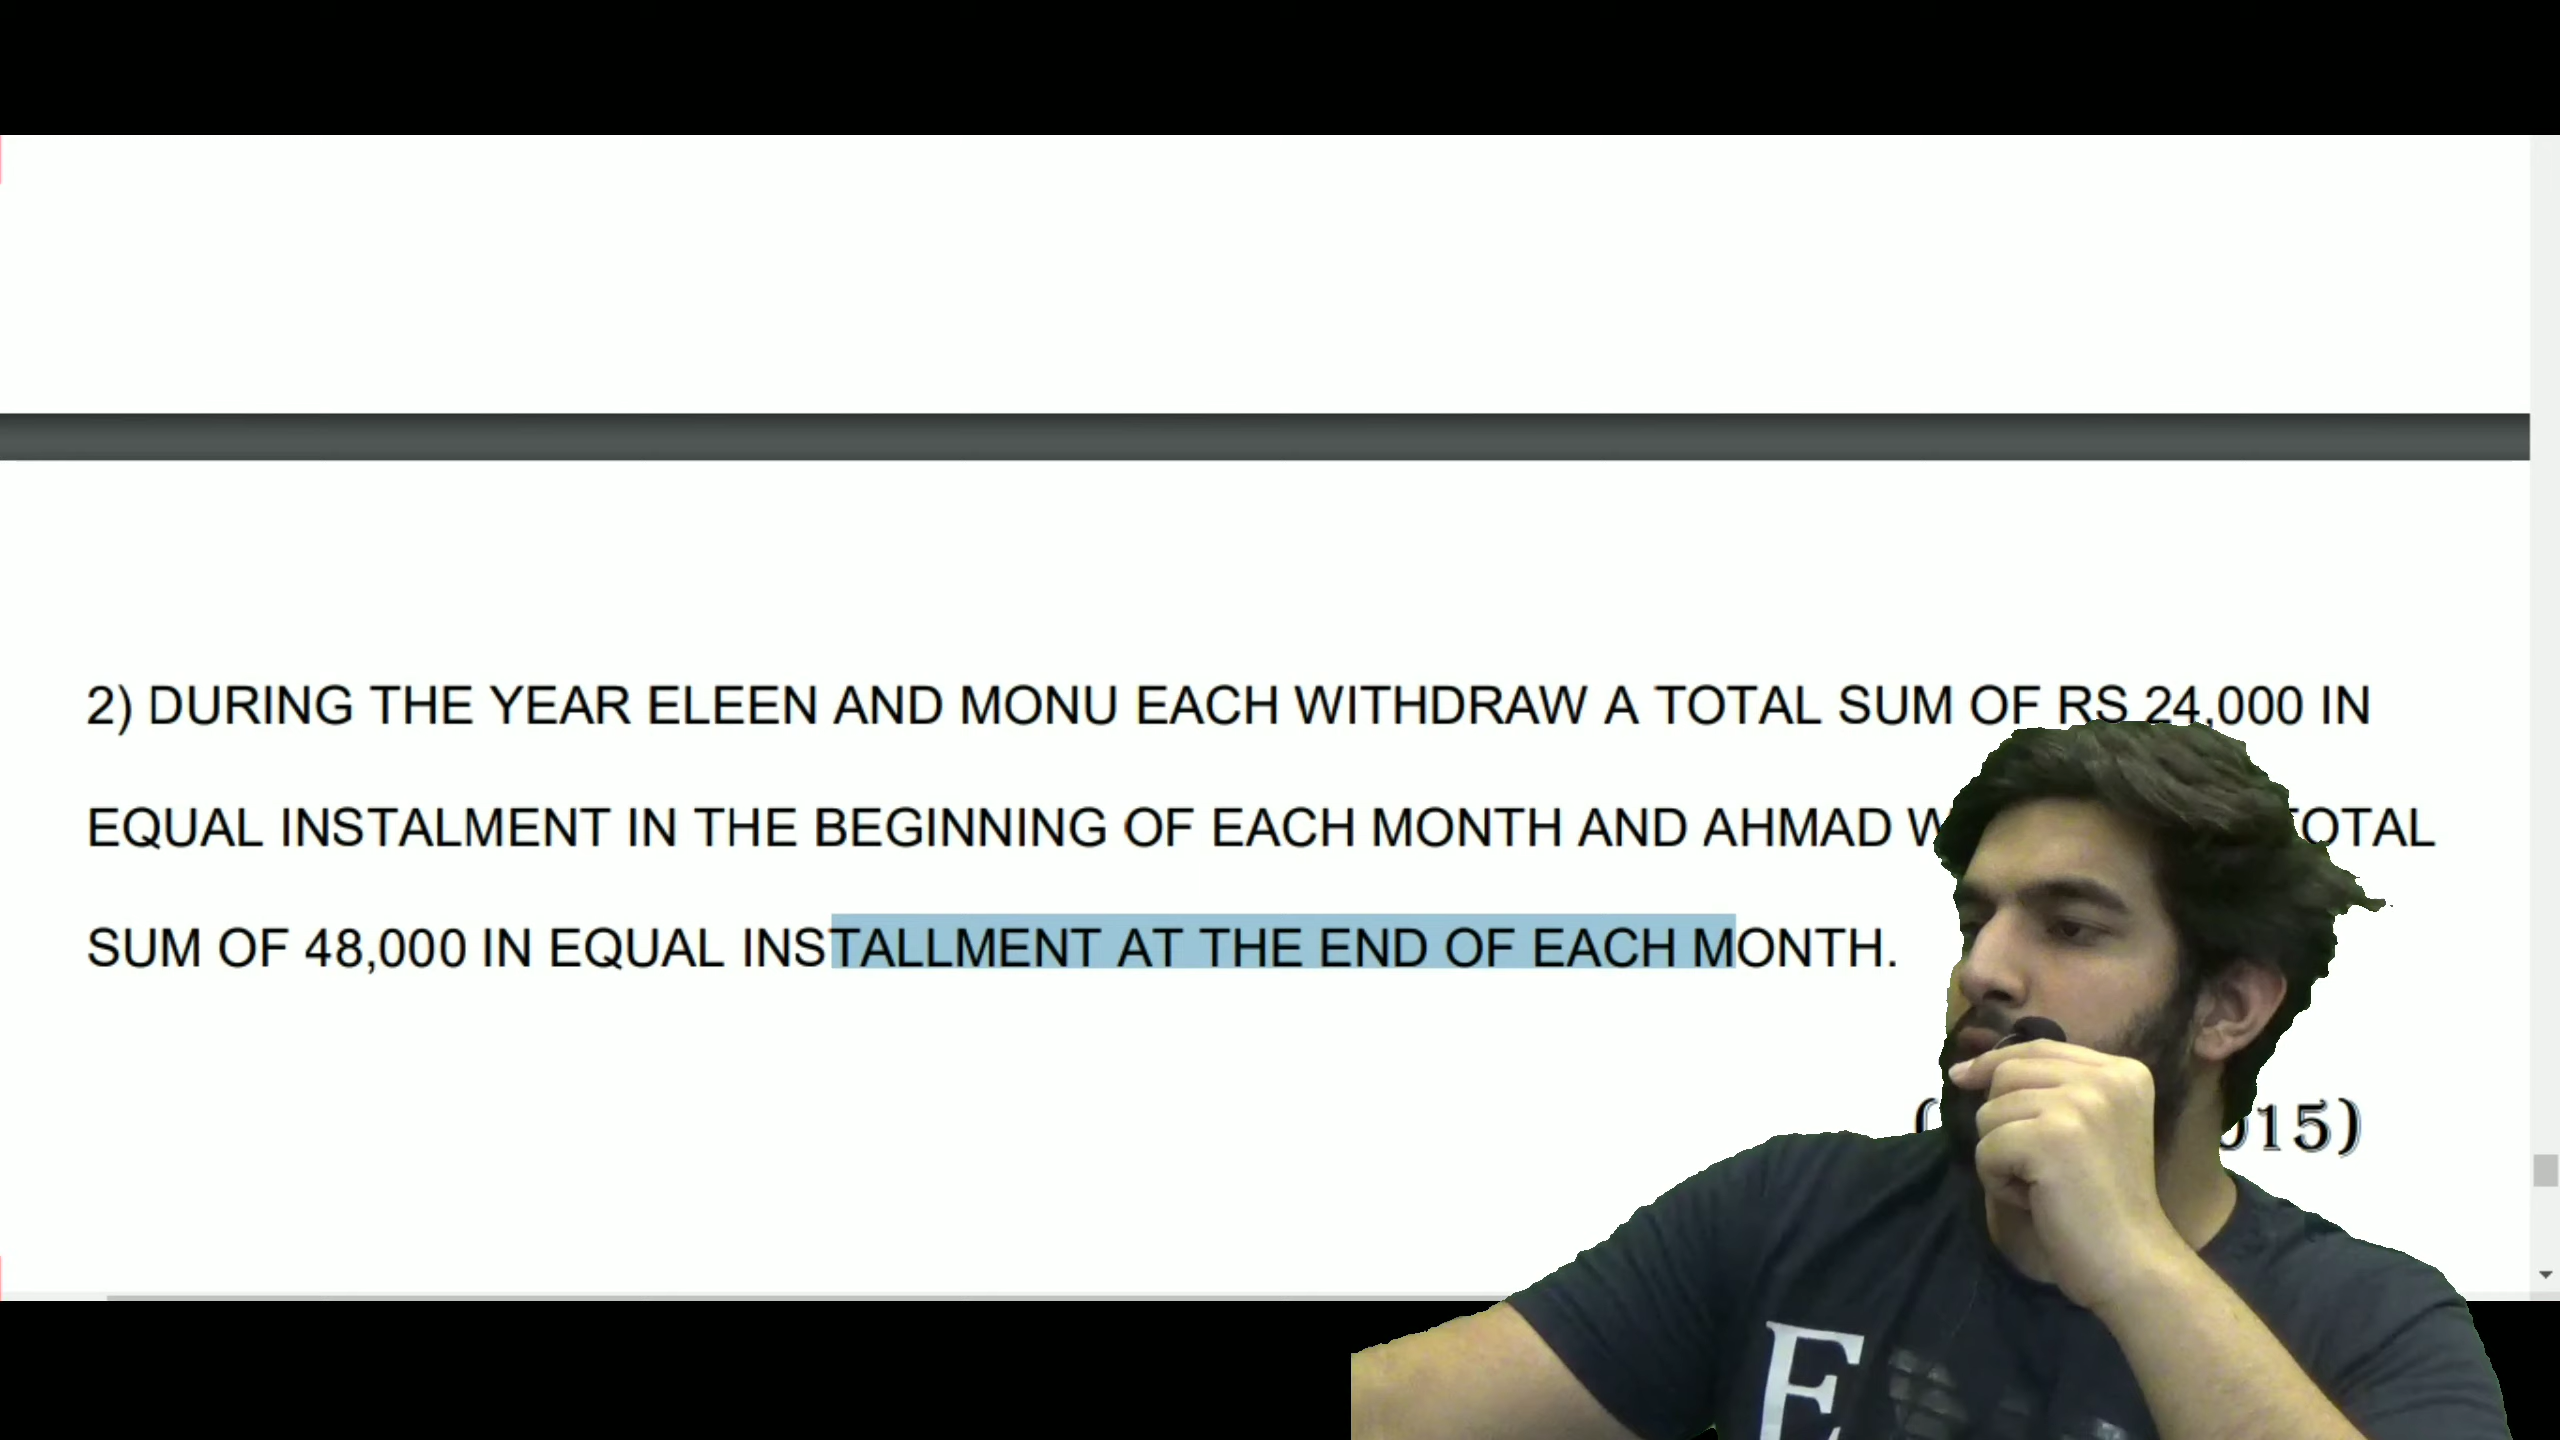 2) DURING THE YEAR ELEEN AND MONU EACH WITHDRAW A TOTAL SUM OF RS 24,000 IN
EQUAL INSTALMENT IN THE BEGINNING OF EACH MONTH AND AHMAD
SUM OF 48,000 IN EQUAL INSTALLMENT AT THE END OF EACH MONTH.
E